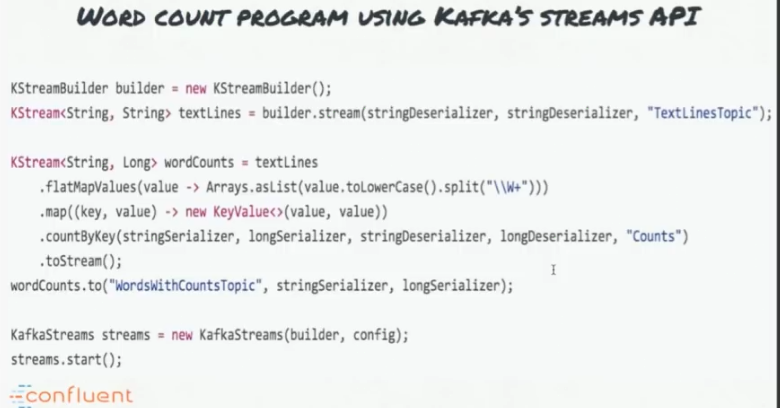 WORD COUNT PROGRAM USING KAFKA'S STREAMS API
KStreamBuilder builder = new KStreamBuilder();
KStream<String, String> textLines = builder.stream(stringDeserializer, stringDeserializer, "TextLinesTopic");
KStream<String, Long> wordCounts = textLines
.flatMapValues(value -> Arrays.asList(value.toLowerCase().split("\\W+")))
.map((key, value) -> new KeyValue<>(value, value))
.countByKey(stringSerializer, longSerializer, stringDeserializer, longDeserializer, "Counts")
.toStream();
wordCounts.to("WordsWithCountsTopic", stringSerializer, longSerializer);
KafkaStreams streams = new KafkaStreams(builder, config);
streams.start();
confluent